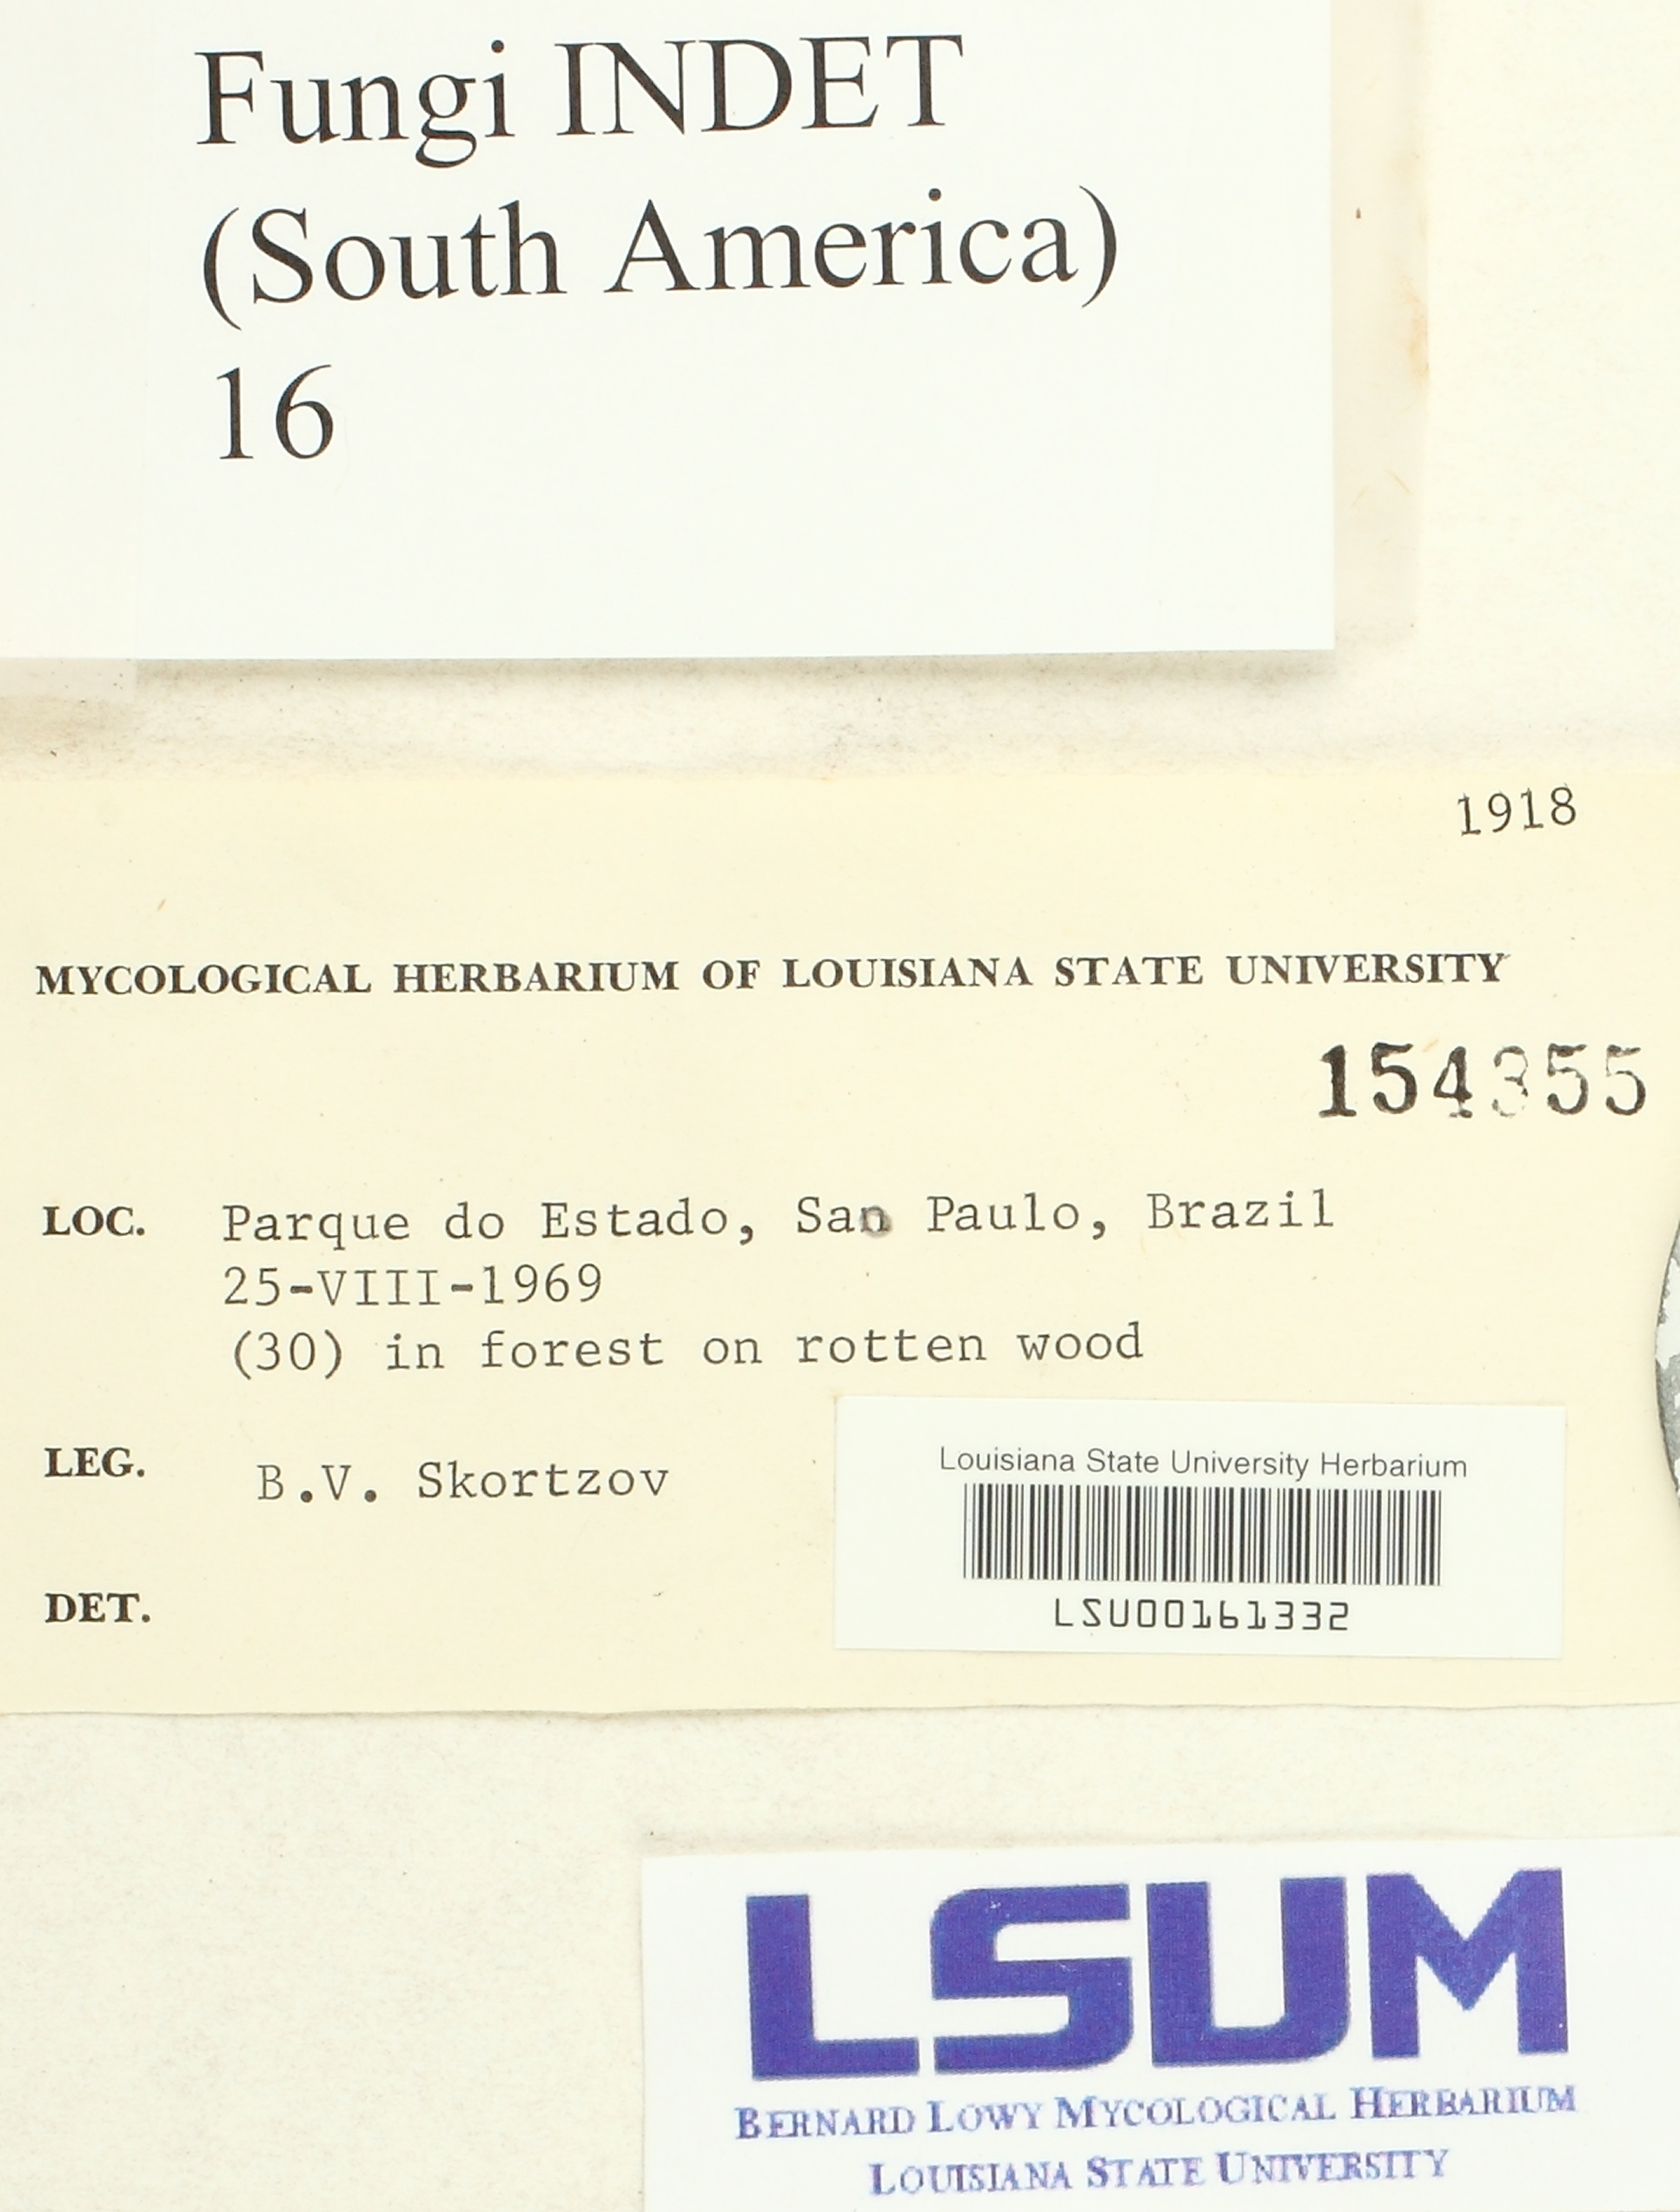 Fungi INDET
(South America)
16
1918
MYCOLOGICAL HERBARIUM OF LOUISIANA STATE UNIVERSITY
154355
LOC. Parque do Estado, San Paulo, Brazil
25-VIII-1969
(30) in forest on rotten wood
LEG. B.V. Skortzov
Louisiana State University Herbarium
LSU00161332
DET.
LSUM
BERNARD LOWY MYCOLOGICAL HERBARIUM
LOUISIANA STATE UNIVERSITY